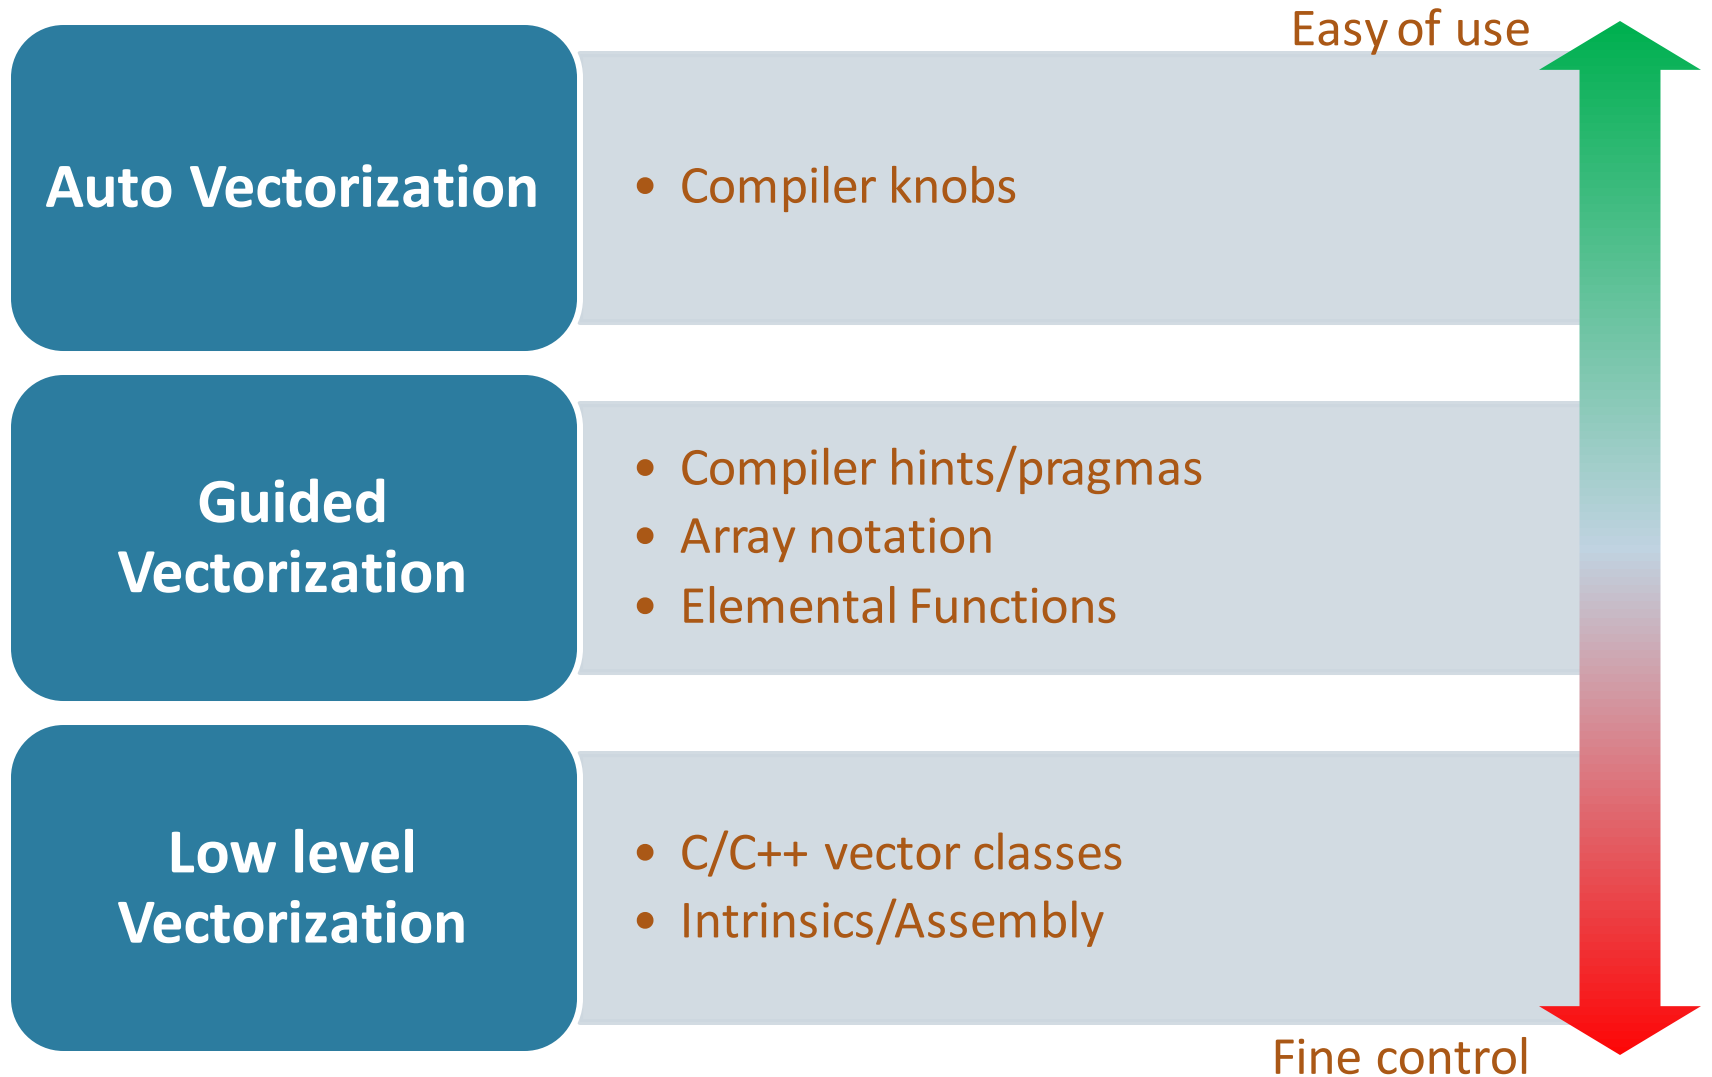 Easy of use
Auto Vectorization
• Compiler knobs
Guided
Vectorization
• Compiler hints/pragmas
• Array notation
• Elemental Functions
Low level
Vectorization
• C/C++ vector classes
• Intrinsics/Assembly
Fine control